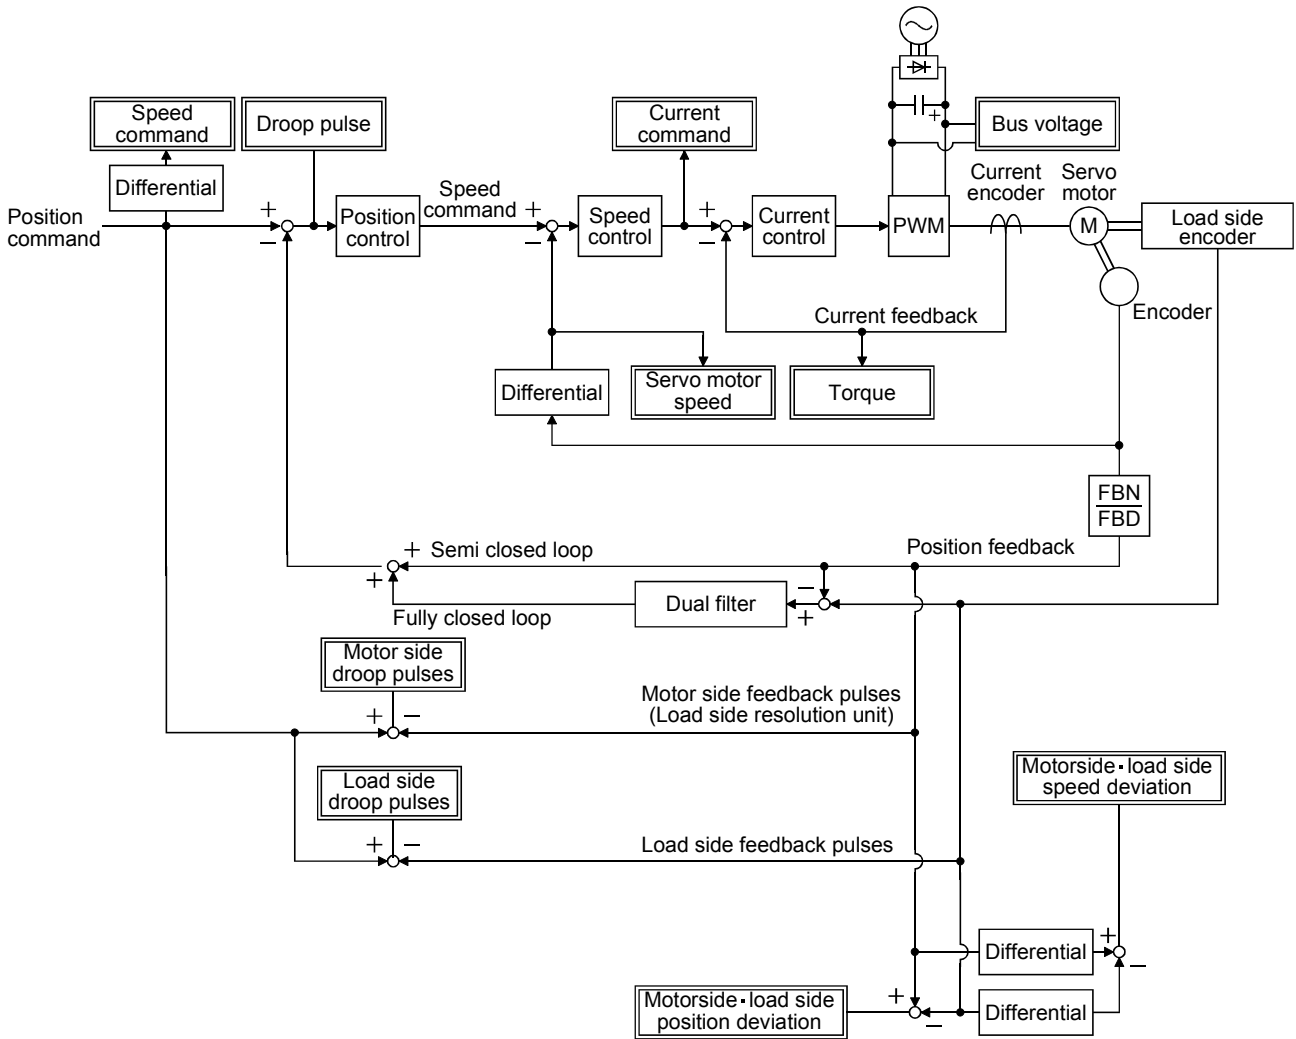 Speed
command
Droop pulse
Current
command
Bus voltage
+
Differential
Position
command
+
−
Position
control
Speed
command
+
−
Speed
control
+
−
Current
control
PWM
Current
encoder
Servo
motor
M
Load side
encoder
Encoder
Current feedback
Differential
Servo motor
speed
Torque
FBN
FBD
+
Semi closed loop
Position feedback
+
Fully closed loop
Dual filter
−
+
Motor side
droop pulses
+
−
Motor side feedback pulses
(Load side resolution unit)
Load side
droop pulses
+
−
Load side feedback pulses
Motorside·load side
speed deviation
Differential
+
−
Motorside·load side
position deviation
+
−
Differential